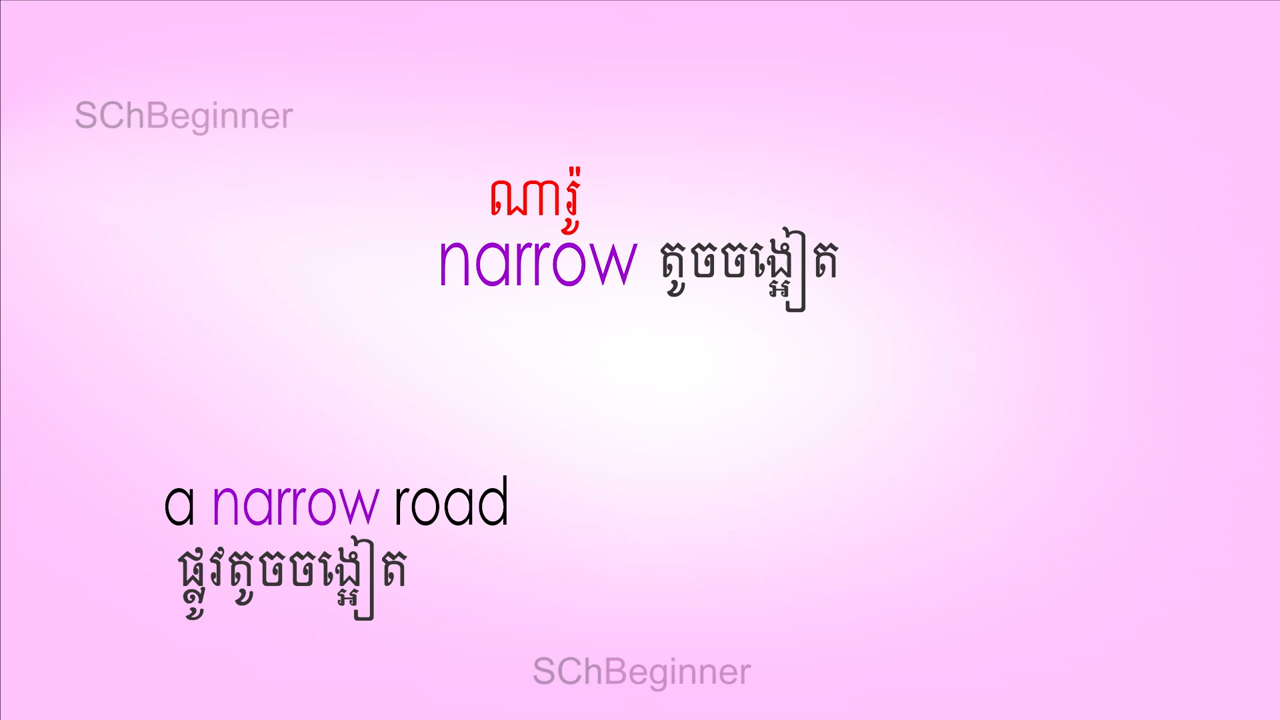 SChBeginner
ណារ៉ូ
narrow តូចចង្អៀត
a narrow road
ផ្លូវតូចចង្អៀត
SChBeginner